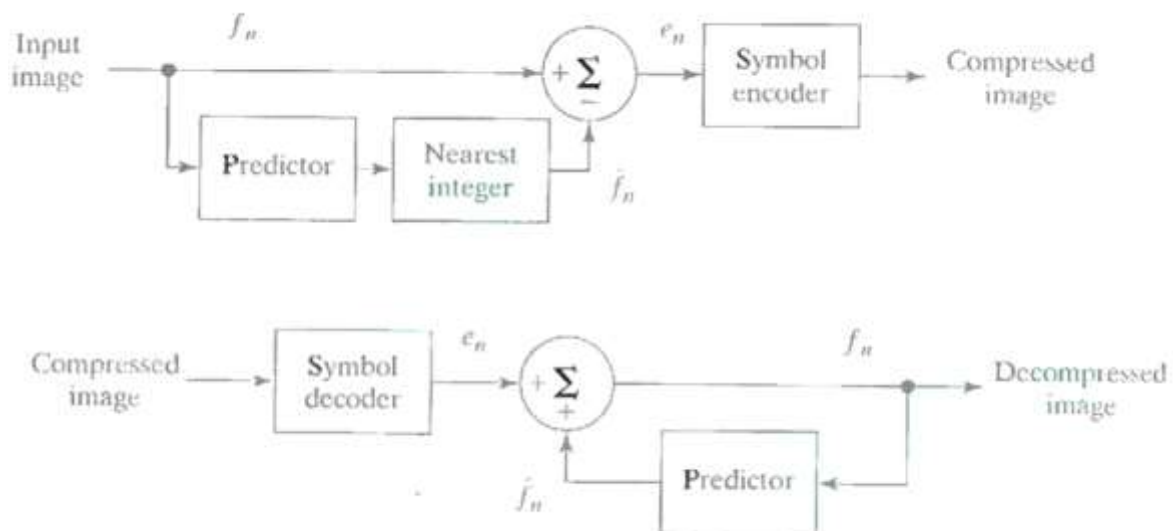 Input
image
f_n
+ Σ
−
e_n
Symbol
encoder
Compressed
image
Predictor
Nearest
integer
f̂_n
Compressed
image
Symbol
decoder
e_n
+ Σ
+
f_n
Decompressed
image
f̂_n
Predictor